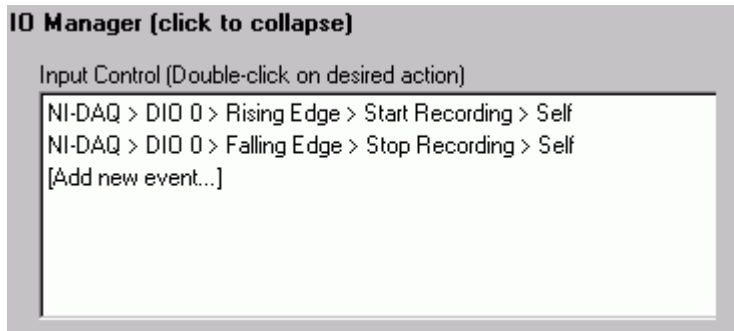 IO Manager (click to collapse)
Input Control (Double-click on desired action)
NI-DAQ > DIO 0 > Rising Edge > Start Recording > Self
NI-DAQ > DIO 0 > Falling Edge > Stop Recording > Self
[Add new event...]